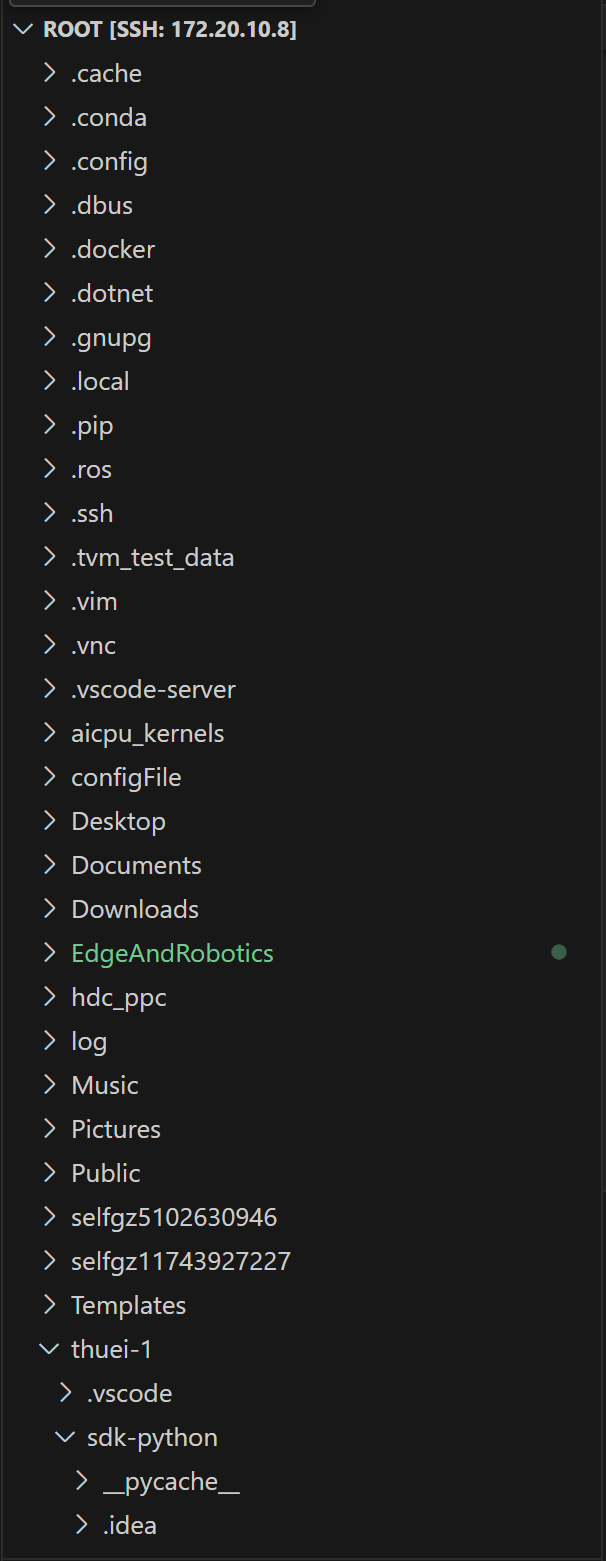 ROOT [SSH: 172.20.10.8]
.cache
.conda
.config
.dbus
.docker
.dotnet
.gnupg
.local
.pip
.ros
.ssh
.tvm_test_data
.vim
.vnc
.vscode-server
aicpu_kernels
configFile
Desktop
Documents
Downloads
EdgeAndRobotics
hdc_ppc
log
Music
Pictures
Public
selfgz5102630946
selfgz11743927227
Templates
thuei-1
.vscode
sdk-python
__pycache__
.idea